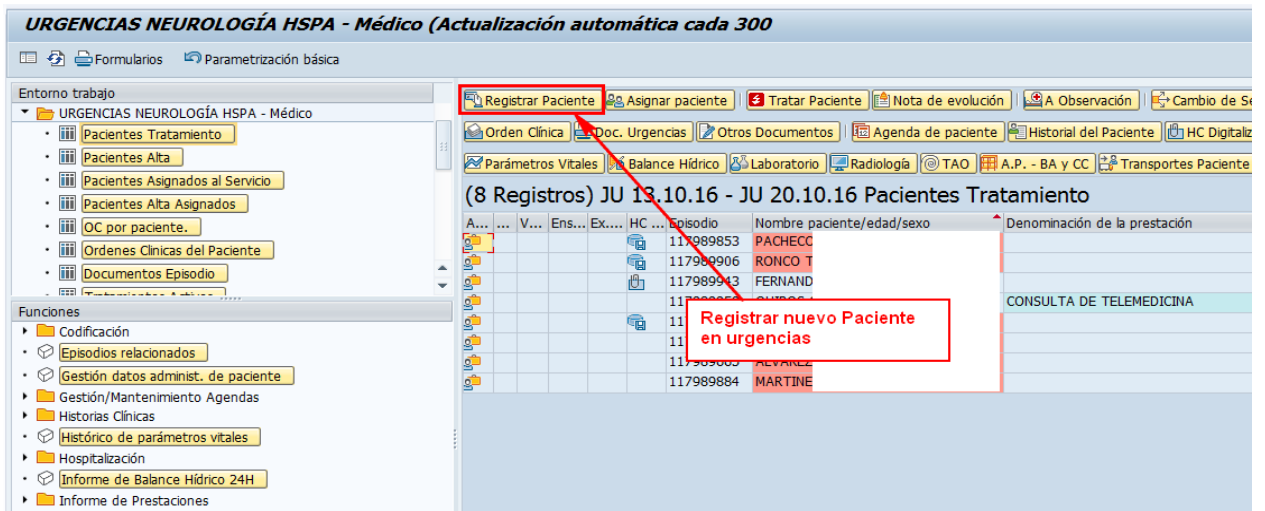 URGENCIAS NEUROLOGÍA HSPA - Médico (Actualización automática cada 300
Formularios Parametrización básica
Entorno trabajo
URGENCIAS NEUROLOGÍA HSPA - Médico
Pacientes Tratamiento
Pacientes Alta
Pacientes Asignados al Servicio
Pacientes Alta Asignados
OC por paciente.
Ordenes Clinicas del Paciente
Documentos Episodio
Funciones
Codificación
Episodios relacionados
Gestión datos administ. de paciente
Gestión/Mantenimiento Agendas
Historias Clínicas
Histórico de parámetros vitales
Hospitalización
Informe de Balance Hídrico 24H
Informe de Prestaciones
Registrar Paciente Asignar paciente Tratar Paciente Nota de evolución A Observación Cambio de Se
Orden Clínica Doc. Urgencias Otros Documentos Agenda de paciente Historial del Paciente HC Digitaliz
Parámetros Vitales Balance Hídrico Laboratorio Radiología TAO A.P. - BA y CC Transportes Paciente
(8 Registros) JU 13.10.16 - JU 20.10.16 Pacientes Tratamiento
A... ... V... Ens... Ex... HC ... Episodio Nombre paciente/edad/sexo Denominación de la prestación
117989853 PACHECO
117989906 RONCO T
117989943 FERNAND
CONSULTA DE TELEMEDICINA
Registrar nuevo Paciente
en urgencias
117989884 MARTINE